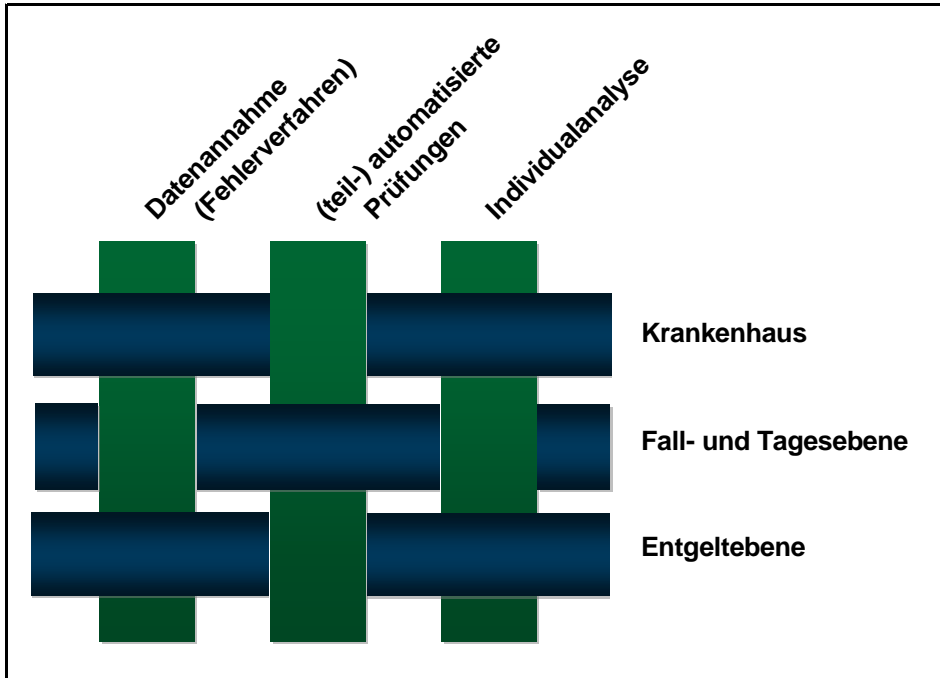 Datenannahme
(Fehlerverfahren)
(teil-) automatisierte
Prüfungen
Individualanalyse
Krankenhaus
Fall- und Tagesebene
Entgeltebene